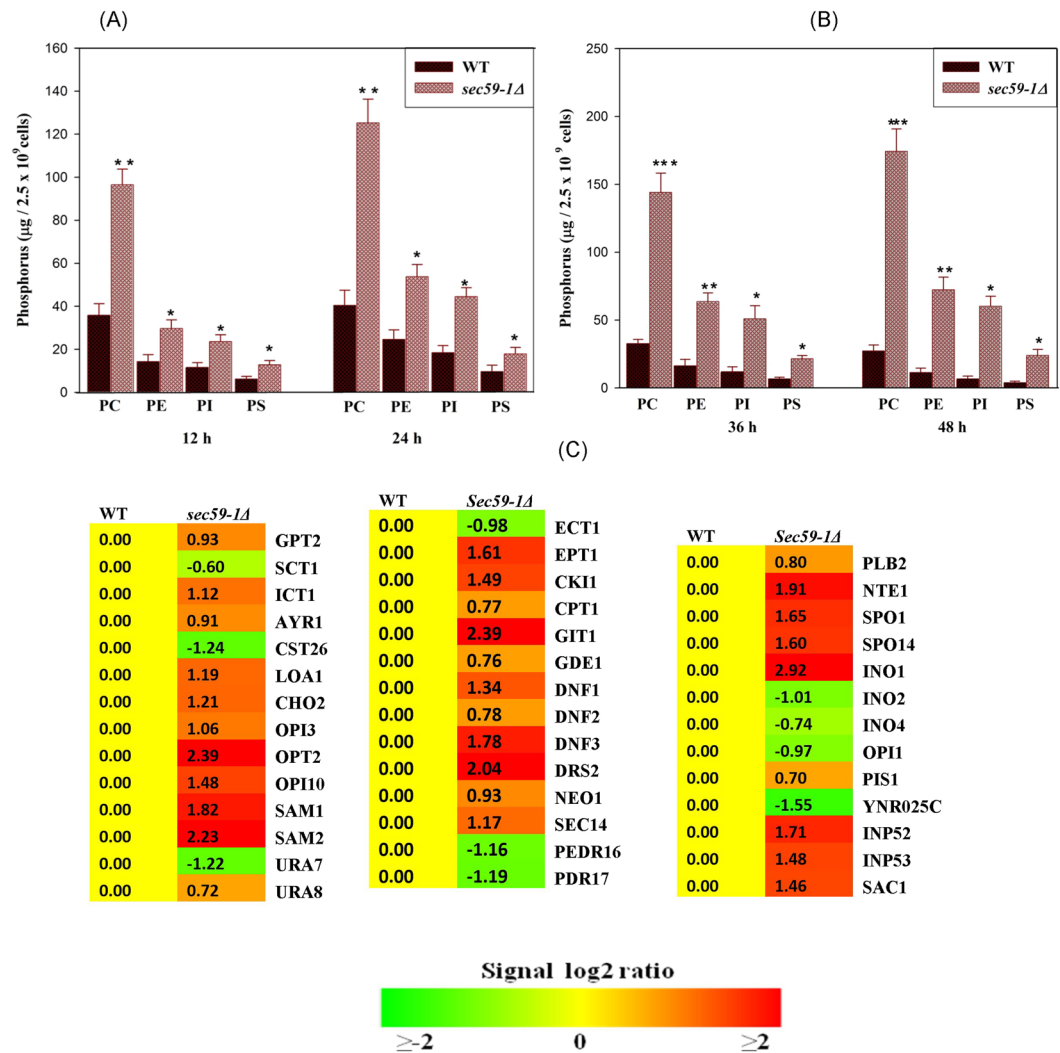 (A)
160
140
120
100
80
60
40
20
0
Phosphorus (µg / 2.5 x 10⁹cells)
WT
sec59-1Δ
**
*
*
*
**
*
*
*
PC PE PI PS PC PE PI PS
12 h 24 h
(B)
250
200
150
100
50
0
Phosphorus (µg / 2.5 x 10 ⁹ cells)
WT
sec59-1Δ
***
**
*
*
***
**
*
*
PC PE PI PS PC PE PI PS
36 h 48 h
(C)
WT sec59-1Δ
0.00 0.93 GPT2
0.00 -0.60 SCT1
0.00 1.12 ICT1
0.00 0.91 AYR1
0.00 -1.24 CST26
0.00 1.19 LOA1
0.00 1.21 CHO2
0.00 1.06 OPI3
0.00 2.39 OPT2
0.00 1.48 OPI10
0.00 1.82 SAM1
0.00 2.23 SAM2
0.00 -1.22 URA7
0.00 0.72 URA8
WT Sec59-1Δ
0.00 -0.98 ECT1
0.00 1.61 EPT1
0.00 1.49 CKI1
0.00 0.77 CPT1
0.00 2.39 GIT1
0.00 0.76 GDE1
0.00 1.34 DNF1
0.00 0.78 DNF2
0.00 1.78 DNF3
0.00 2.04 DRS2
0.00 0.93 NEO1
0.00 1.17 SEC14
0.00 -1.16 PEDR16
0.00 -1.19 PDR17
WT Sec59-1Δ
0.00 0.80 PLB2
0.00 1.91 NTE1
0.00 1.65 SPO1
0.00 1.60 SPO14
0.00 2.92 INO1
0.00 -1.01 INO2
0.00 -0.74 INO4
0.00 -0.97 OPI1
0.00 0.70 PIS1
0.00 -1.55 YNR025C
0.00 1.71 INP52
0.00 1.48 INP53
0.00 1.46 SAC1
Signal log2 ratio
≥-2 0 ≥2